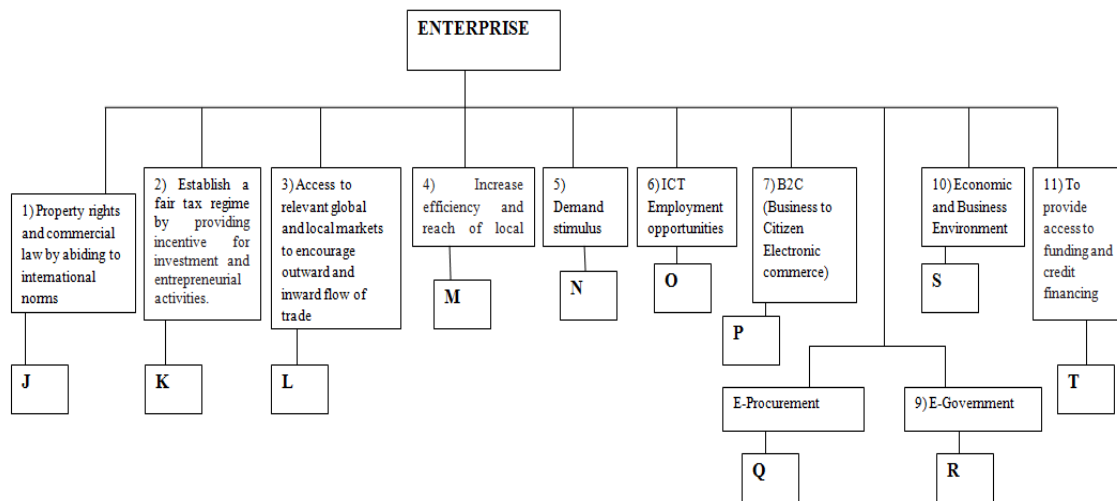 ENTERPRISE
1) Property rights
and commercial
law by abiding to
international
norms
J
2) Establish a
fair tax regime
by providing
incentive for
investment and
entrepreneurial
activities.
K
3) Access to
relevant global
and local markets
to encourage
outward and
inward flow of
trade
L
4) Increase
efficiency and
reach of local
M
5)
Demand
stimulus
N
6) ICT
Employment
opportunities
O
7) B2C
(Business to
Citizen
Electronic
commerce)
P
E-Procurement
Q
9) E-Government
R
10) Economic
and Business
Environment
S
11) To
provide
access to
funding and
credit
financing
T